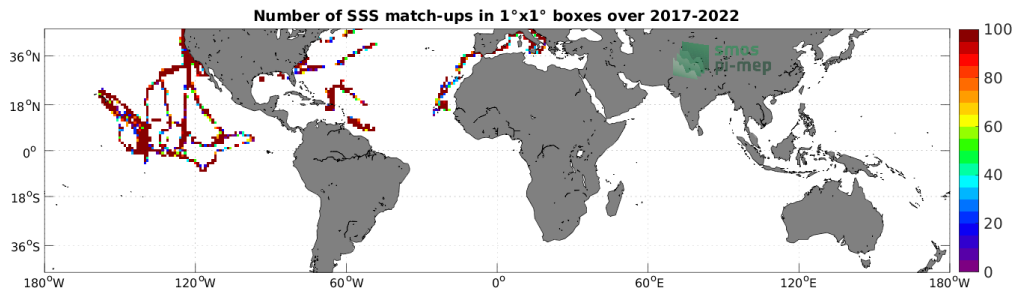 Number of SSS match-ups in 1°x1° boxes over 2017-2022
36°N
18°N
0°
18°S
36°S
180°W
120°W
60°W
0°
60°E
120°E
180°W
100
80
60
40
20
0
smos
pi-mep